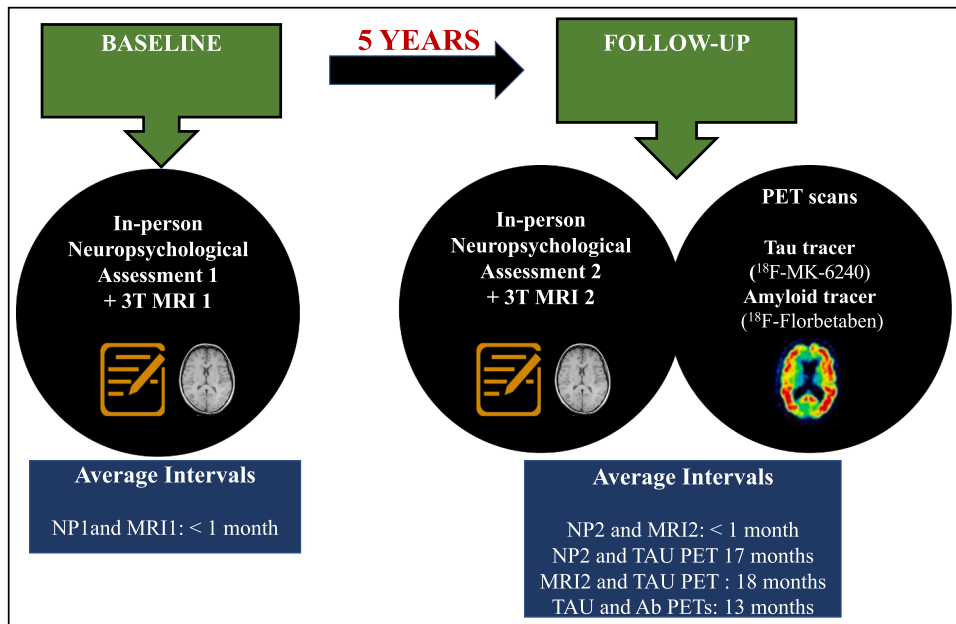 BASELINE
5 YEARS
FOLLOW-UP
In-person
Neuropsychological
Assessment 1
+ 3T MRI 1
In-person
Neuropsychological
Assessment 2
+ 3T MRI 2
PET scans
Tau tracer
(¹⁸F-MK-6240)
Amyloid tracer
(¹⁸F-Florbetaben)
Average Intervals
NP1and MRI1: < 1 month
Average Intervals
NP2 and MRI2: < 1 month
NP2 and TAU PET 17 months
MRI2 and TAU PET : 18 months
TAU and Ab PETs: 13 months